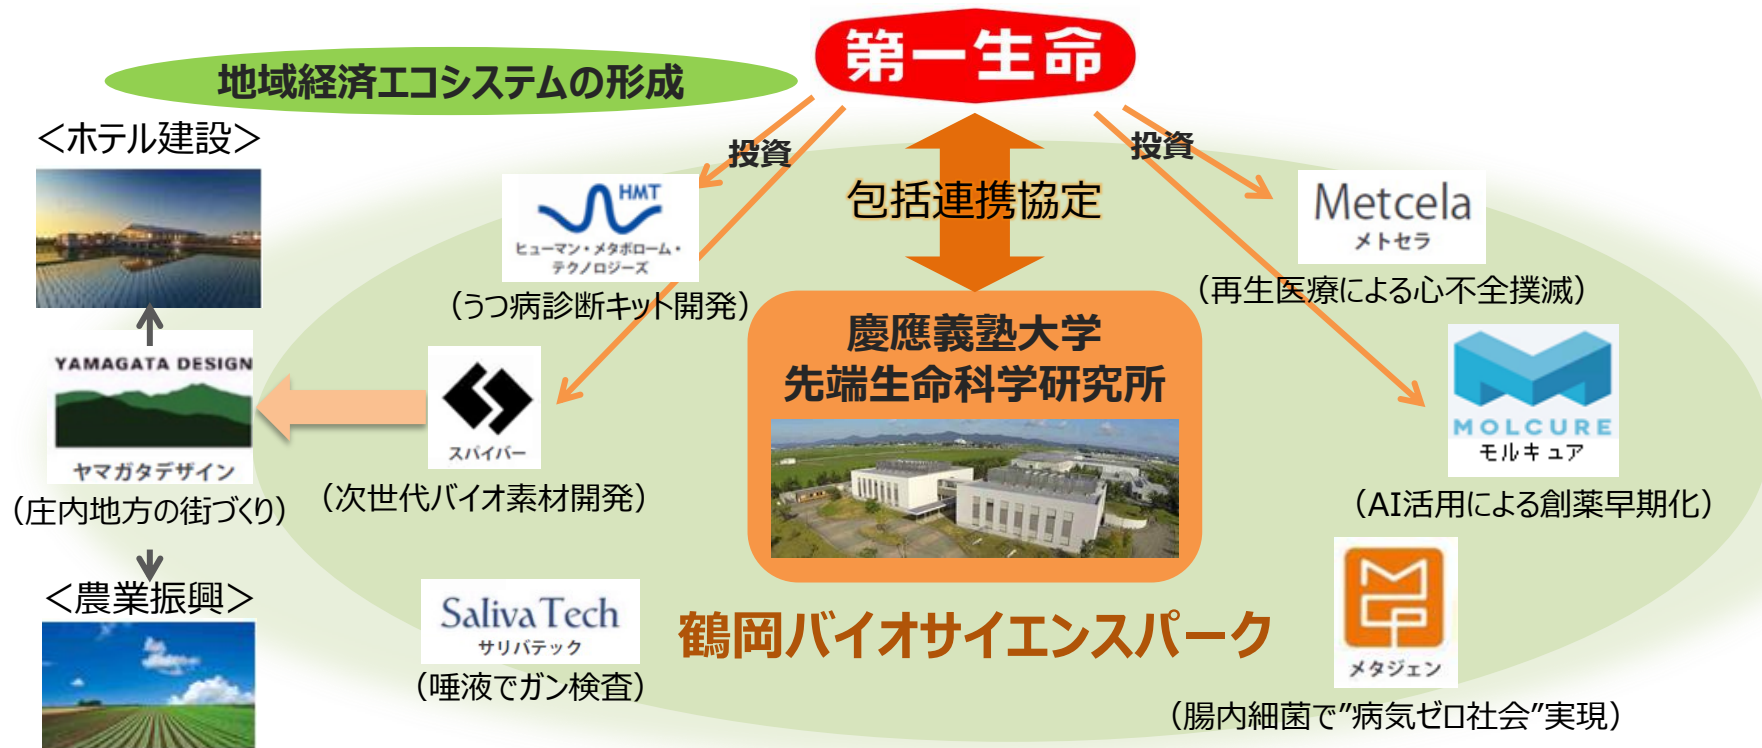 第一生命
地域経済エコシステムの形成
＜ホテル建設＞
投資
投資
包括連携協定
HMT
ヒューマン・メタボローム・
テクノロジーズ
（うつ病診断キット開発）
Metcela
メトセラ
（再生医療による心不全撲滅）
慶應義塾大学
先端生命科学研究所
YAMAGATA DESIGN
ヤマガタデザイン
（庄内地方の街づくり）
スパイバー
（次世代バイオ素材開発）
MOLCURE
モルキュア
（AI活用による創薬早期化）
＜農業振興＞
Saliva Tech
サリバテック
（唾液でガン検査）
鶴岡バイオサイエンスパーク
メタジェン
（腸内細菌で”病気ゼロ社会”実現）